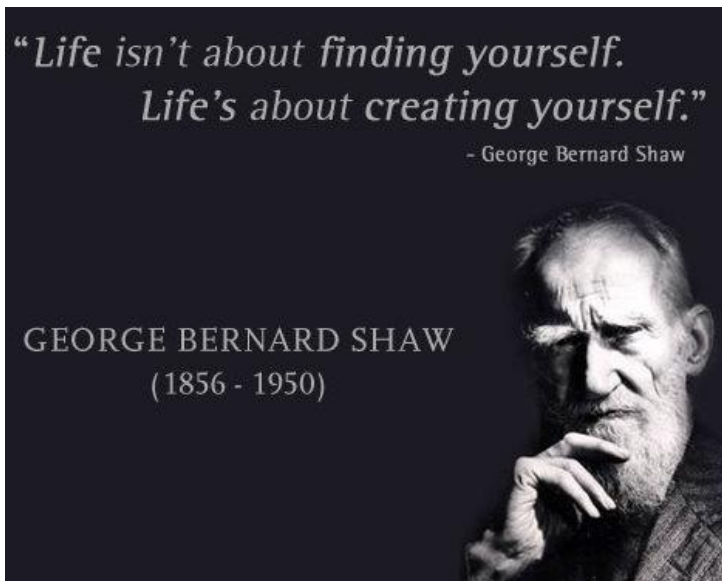 “Life isn’t about finding yourself.
Life’s about creating yourself.”
- George Bernard Shaw
GEORGE BERNARD SHAW
(1856 - 1950)